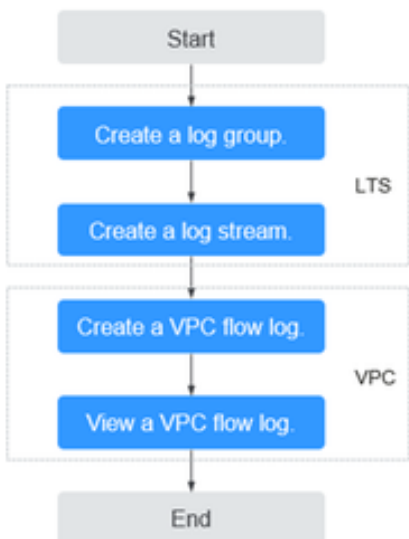 Start
Create a log group.
LTS
Create a log stream.
Create a VPC flow log.
VPC
View a VPC flow log.
End